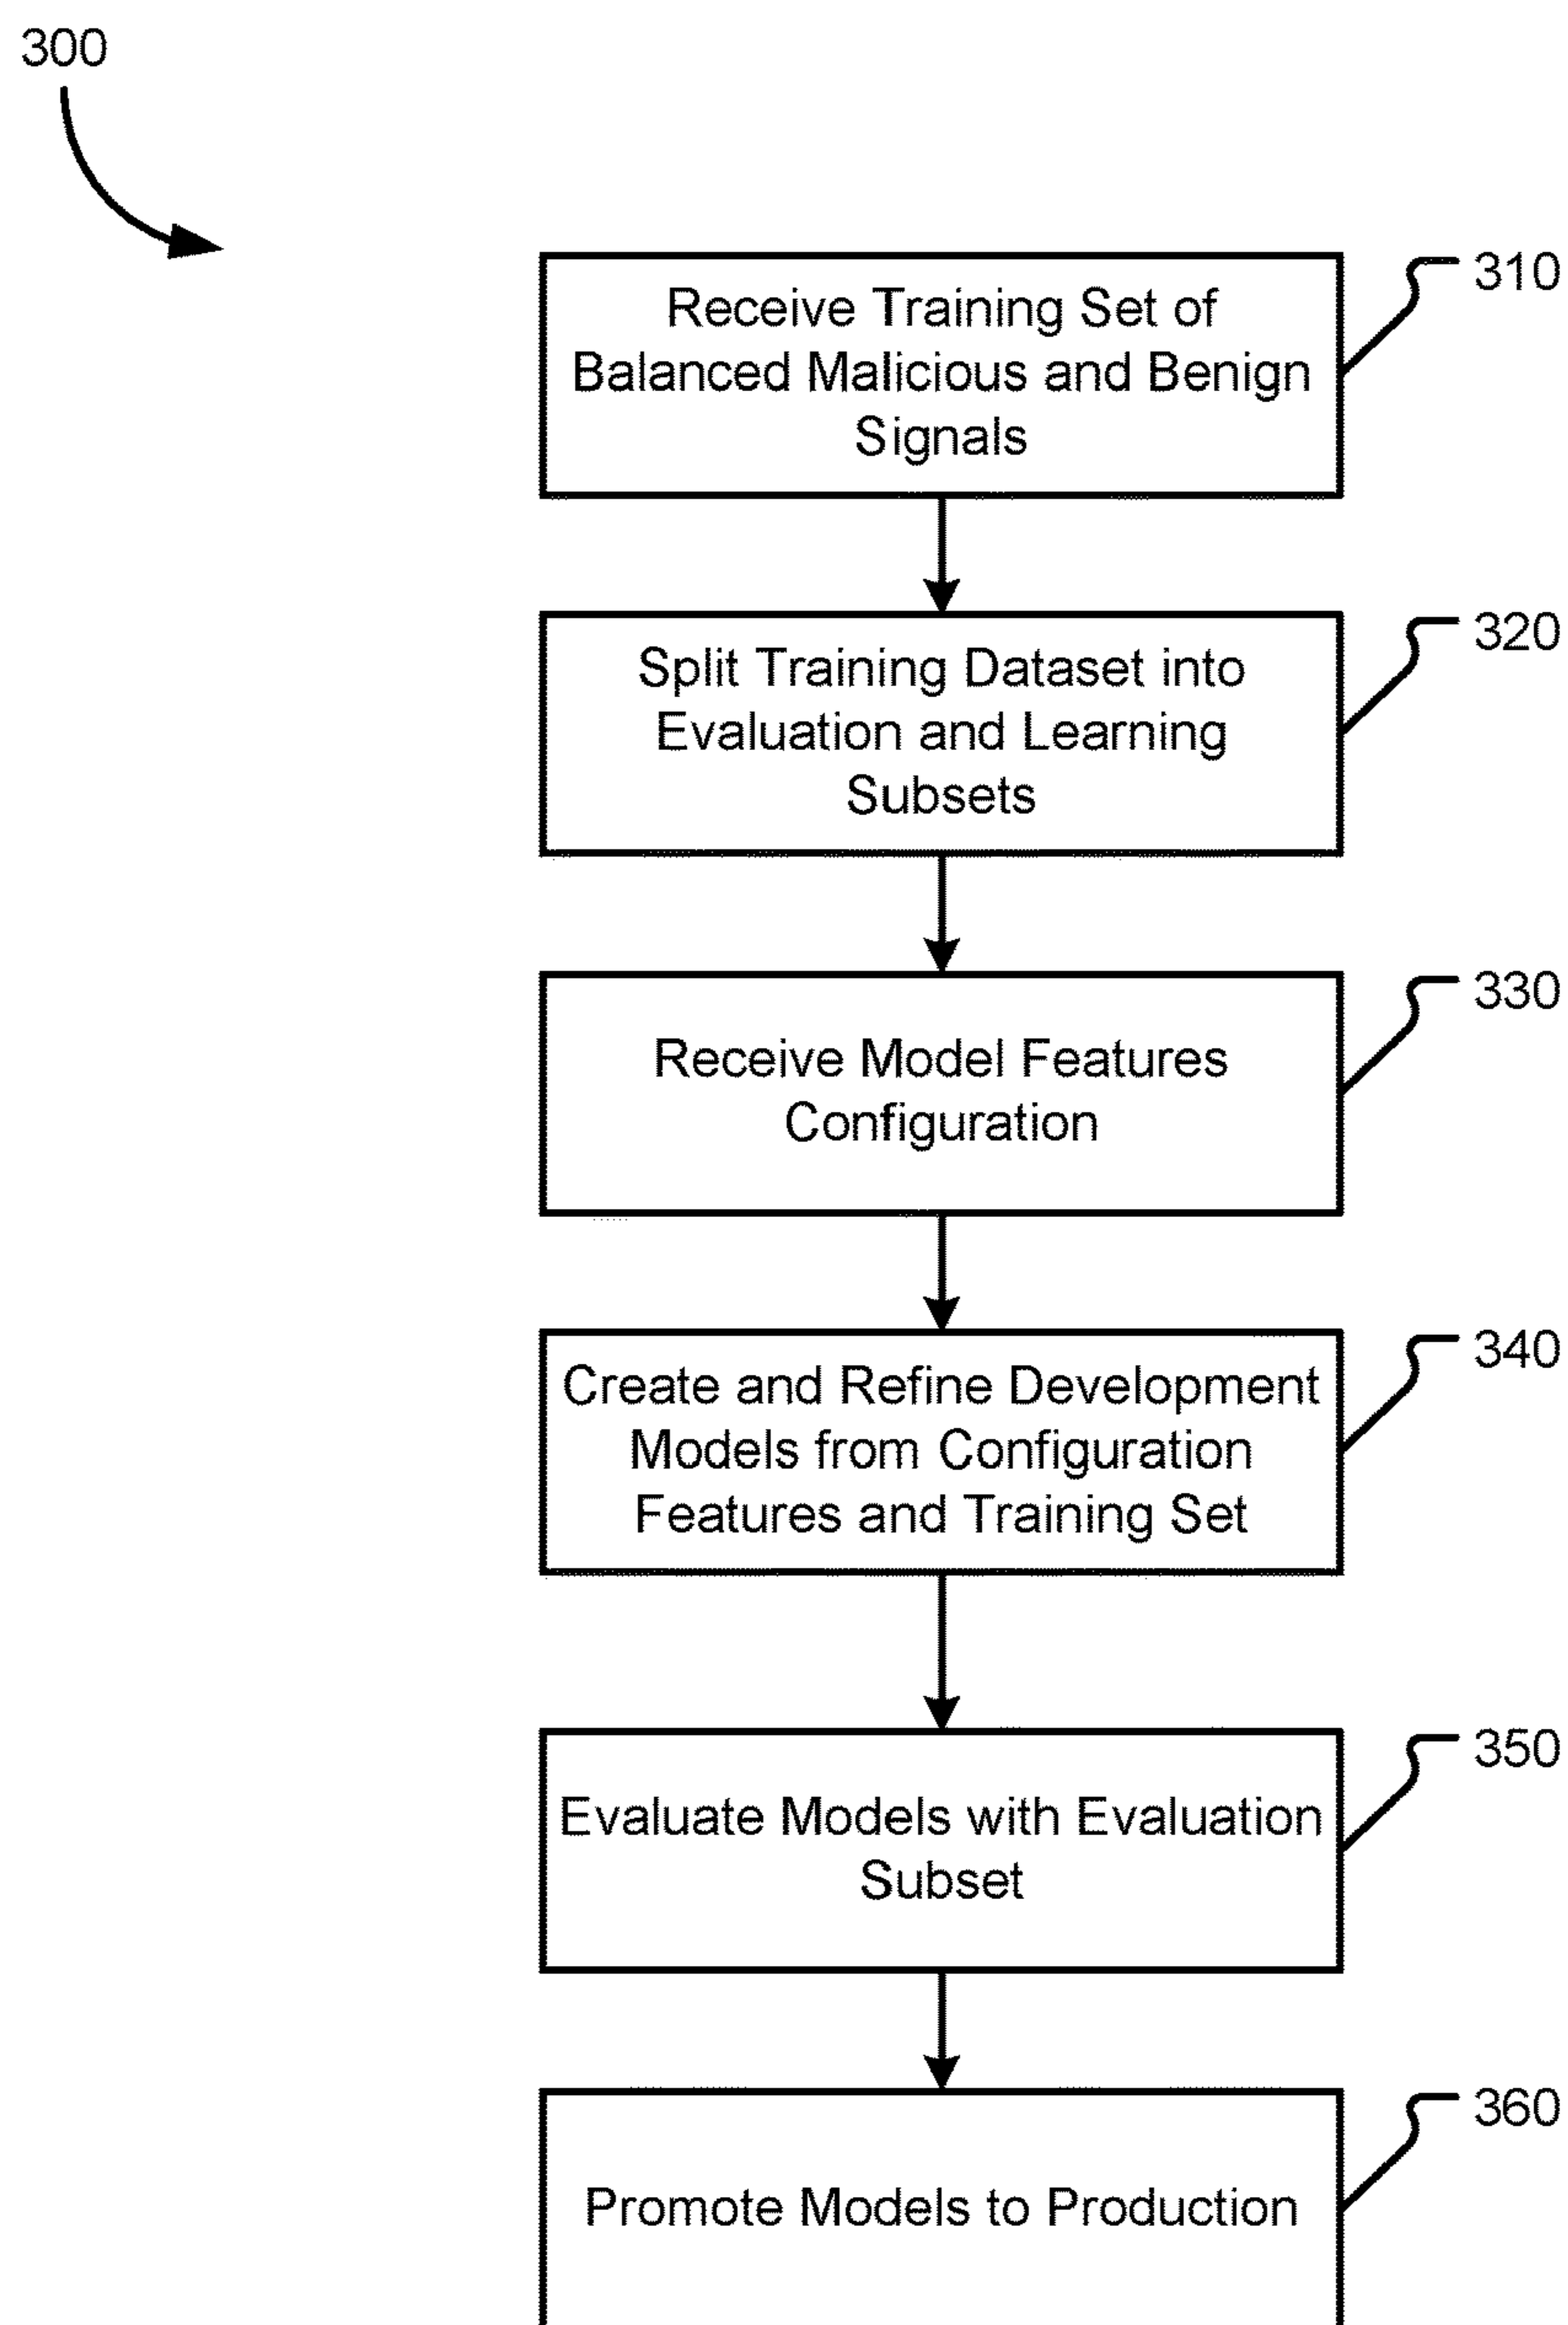 300
310
Receive Training Set of
Balanced Malicious and Benign
Signals
320
Split Training Dataset into
Evaluation and Learning
Subsets
330
Receive Model Features
Configuration
340
Create and Refine Development
Models from Configuration
Features and Training Set
350
Evaluate Models with Evaluation
Subset
360
Promote Models to Production